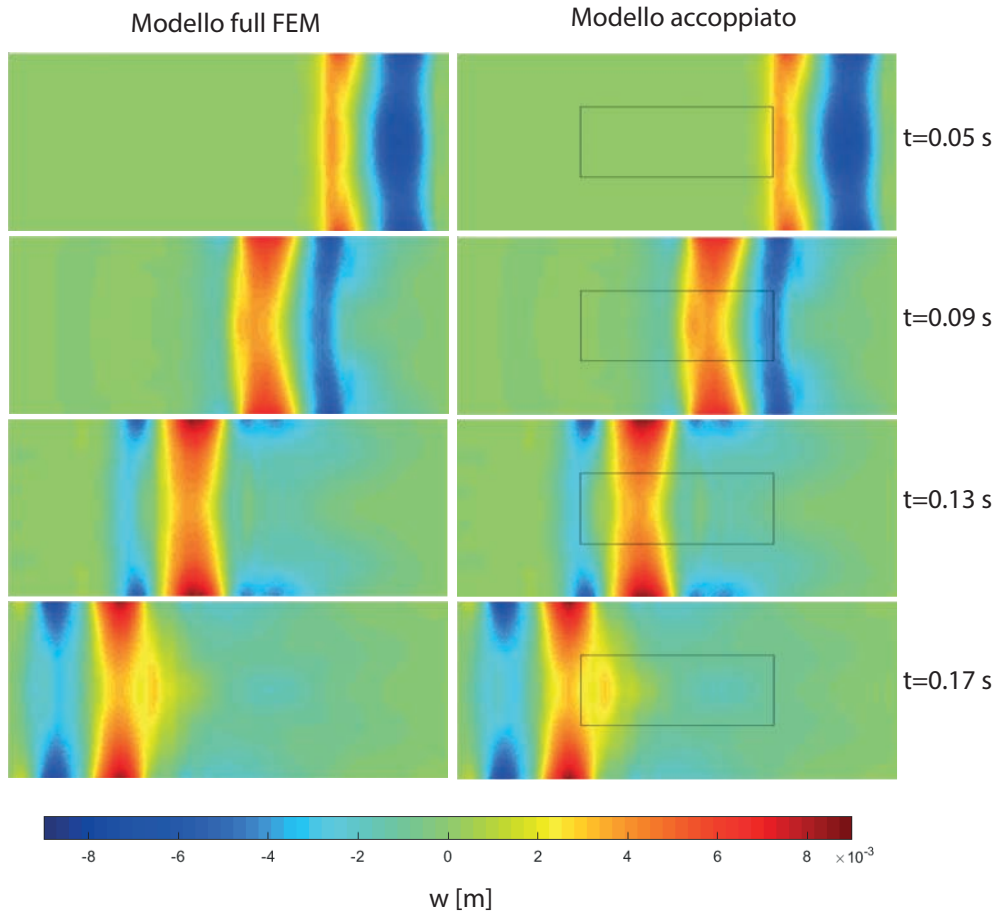 Modello full FEM
Modello accoppiato
t=0.05 s
t=0.09 s
t=0.13 s
t=0.17 s
-8 -6 -4 -2 0 2 4 6 8 ×10⁻³
w [m]